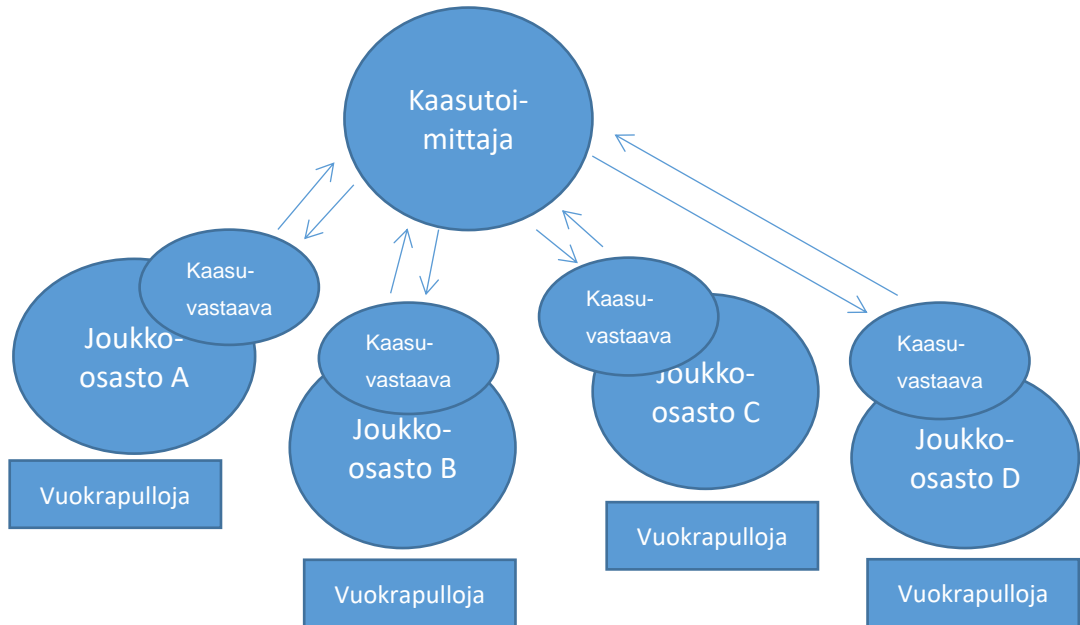 Kaasutoi-
mittaja
Kaasu-
vastaava
Joukko-
osasto A
Vuokrapulloja
Kaasu-
vastaava
Joukko-
osasto B
Vuokrapulloja
Kaasu-
vastaava
Joukko-
osasto C
Vuokrapulloja
Kaasu-
vastaava
Joukko-
osasto D
Vuokrapulloja